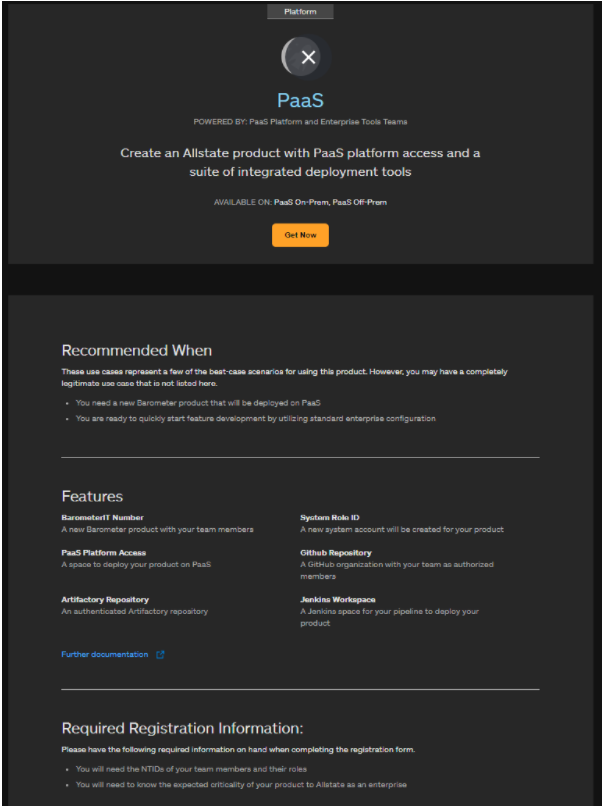 Platform
PaaS
POWERED BY: PaaS Platform and Enterprise Tools Teams
Create an Allstate product with PaaS platform access and a
suite of integrated deployment tools
AVAILABLE ON: PaaS On-Prem, PaaS Off-Prem
Get Now
Recommended When
These use cases represent a few of the best-case scenarios for using this product. However, you may have a completely
legitimate use case that is not listed here.
• You need a new Barometer product that will be deployed on PaaS
• You are ready to quickly start feature development by utilizing standard enterprise configuration
Features
BarometerIT Number
A new Barometer product with your team members
System Role ID
A new system account will be created for your product
PaaS Platform Access
A space to deploy your product on PaaS
Github Repository
A GitHub organization with your team as authorized
members
Artifactory Repository
An authenticated Artifactory repository
Jenkins Workspace
A Jenkins space for your pipeline to deploy your
product
Further documentation
Required Registration Information:
Please have the following required information on hand when completing the registration form.
• You will need the NTIDs of your team members and their roles
• You will need to know the expected criticality of your product to Allstate as an enterprise